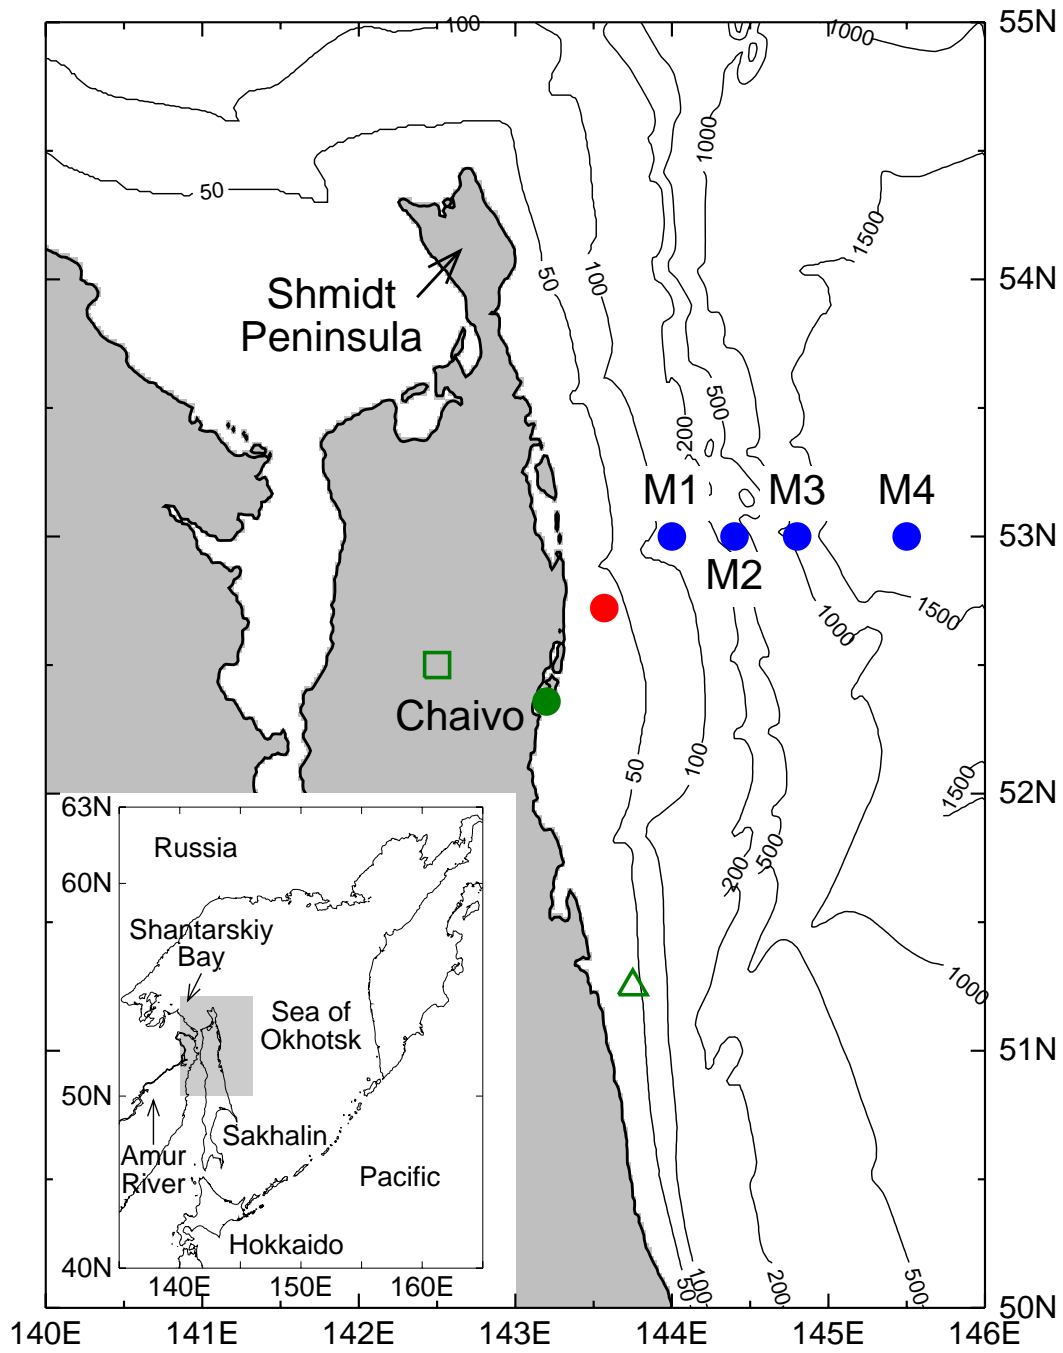 100
1000
55N
1000
50
1500
50
100
54N
Shmidt
Peninsula
500
200
M1
M3
M4
53N
M2
1000
1500
Chaivo
50
100
1500
52N
200
500
1000
51N
50
100
200
500
50N
140E
141E
142E
143E
144E
145E
146E
63N
Russia
60N
Shantarskiy
Bay
Sea of
Okhotsk
50N
Sakhalin
Amur
River
Pacific
Hokkaido
40N
140E
150E
160E